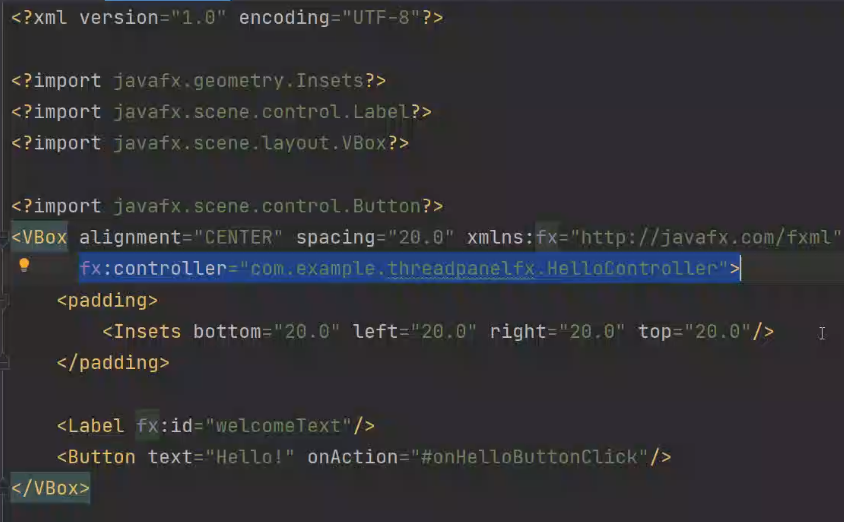 <?xml version="1.0" encoding="UTF-8"?>
<?import javafx.geometry.Insets?>
<?import javafx.scene.control.Label?>
<?import javafx.scene.layout.VBox?>
<?import javafx.scene.control.Button?>
<VBox alignment="CENTER" spacing="20.0" xmlns:fx="http://javafx.com/fxml"
fx:controller="com.example.threadpanelfx.HelloController">
<padding>
<Insets bottom="20.0" left="20.0" right="20.0" top="20.0"/>
</padding>
<Label fx:id="welcomeText"/>
<Button text="Hello!" onAction="#onHelloButtonClick"/>
</VBox>